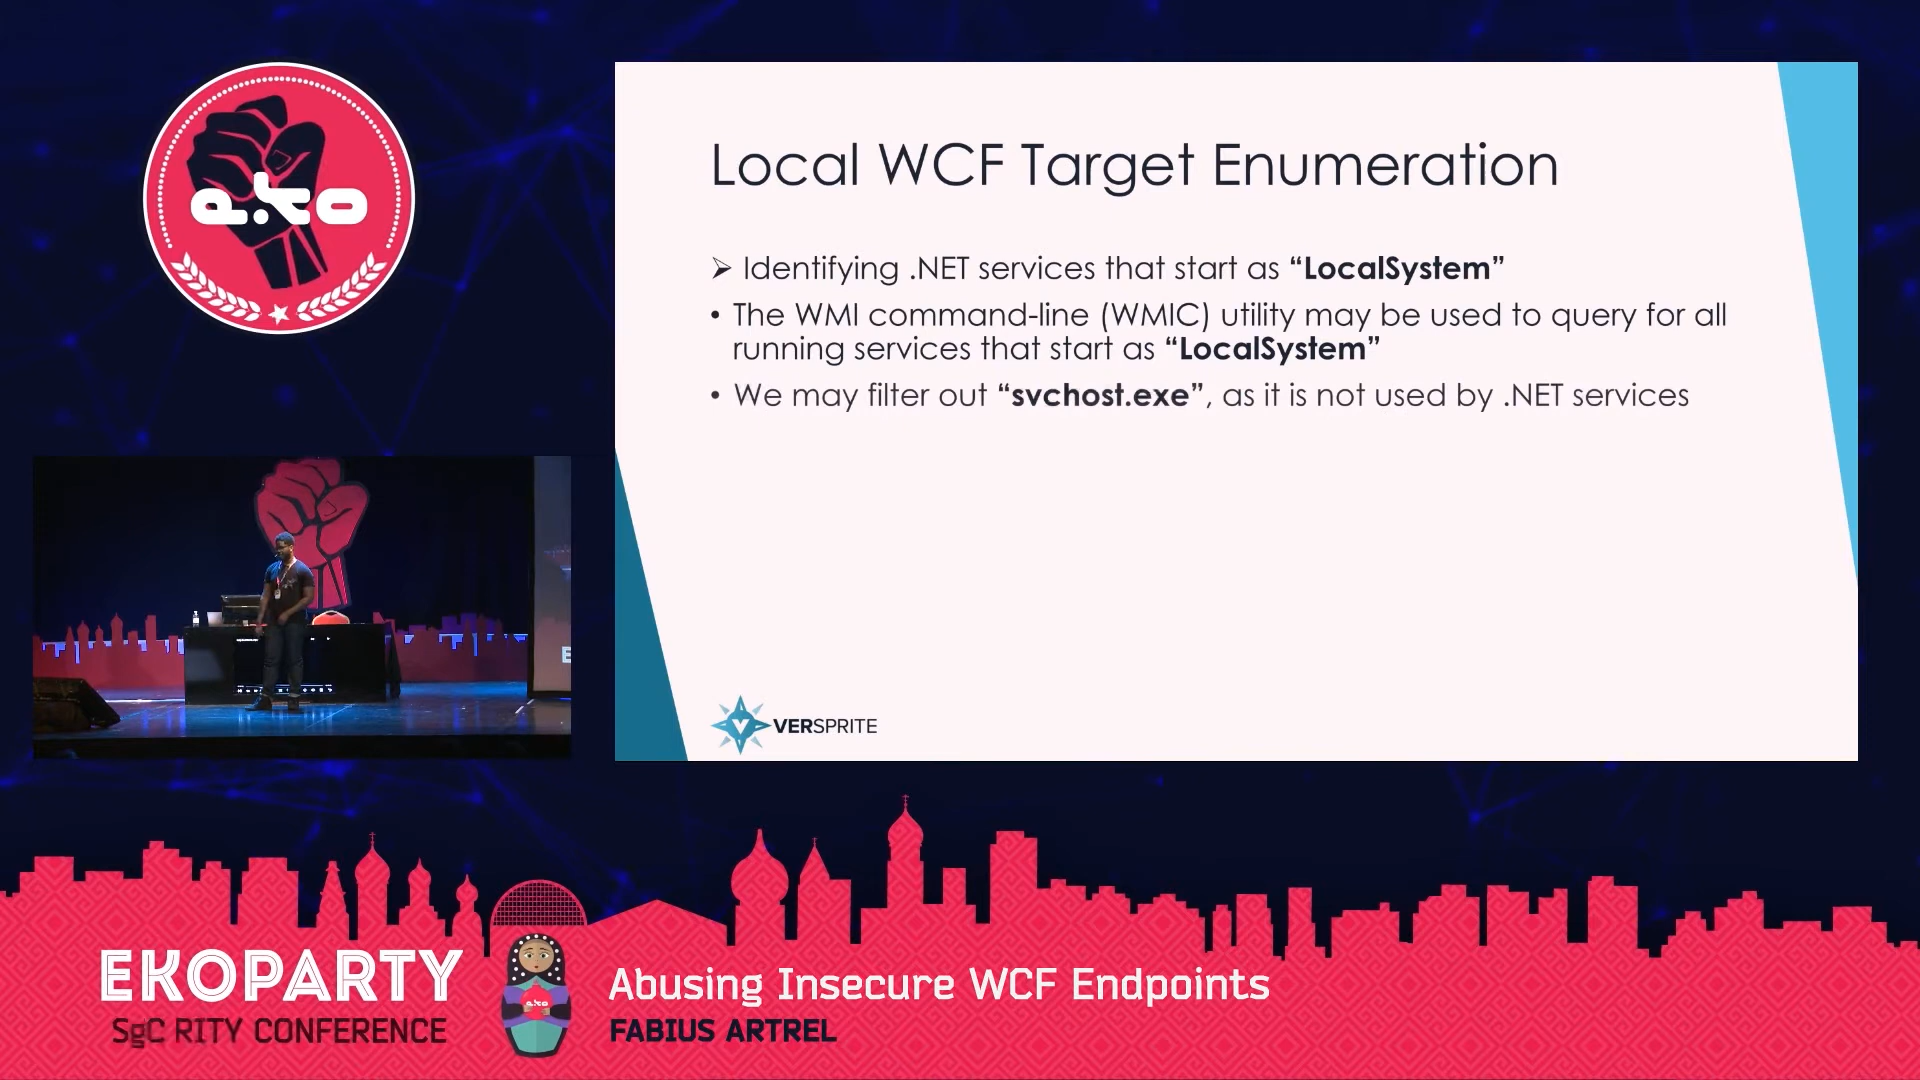 eko
Local WCF Target Enumeration
➢ Identifying .NET services that start as “LocalSystem”
• The WMI command-line (WMIC) utility may be used to query for all
running services that start as “LocalSystem”
• We may filter out “svchost.exe”, as it is not used by .NET services
VERSPRITE
EKOPARTY
CONFERENCE
eko
Abusing Insecure WCF Endpoints
FABIUS ARTREL